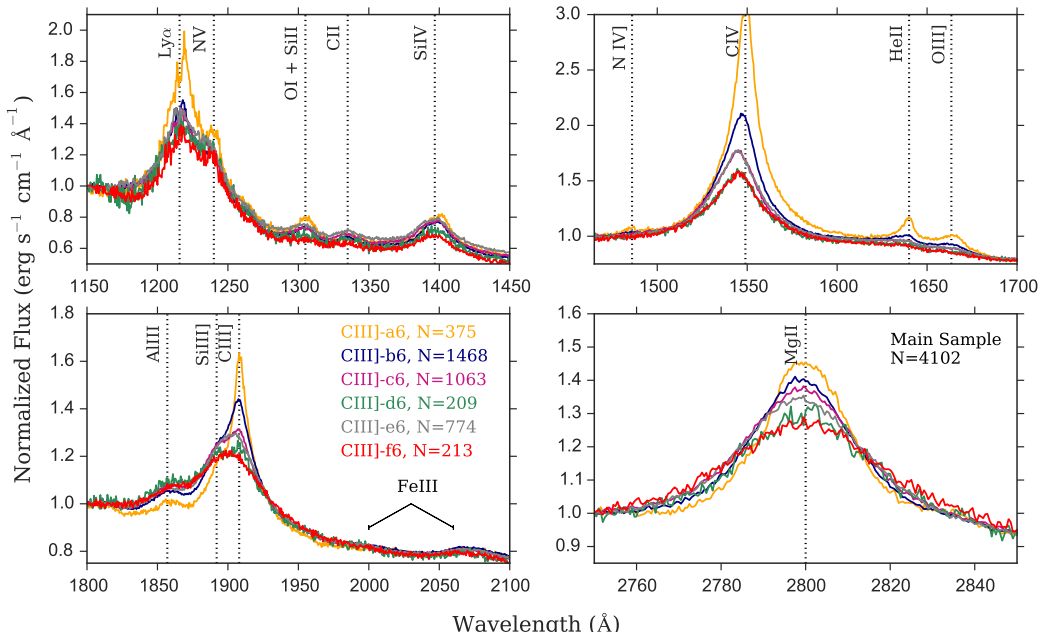 Normalized Flux (erg s⁻¹ cm⁻¹ Å⁻¹)
2.0
1.8
1.6
1.4
1.2
1.0
0.8
0.6
Lyα
NV
OI + SiII
CII
SiIV
1150 1200 1250 1300 1350 1400 1450
3.0
2.5
2.0
1.5
1.0
N IV]
CIV
HeII
OIII]
1500 1550 1600 1650 1700
1.8
1.6
1.4
1.2
1.0
0.8
AlIII
SiIII]
CIII]
CIII]-a6, N=375
CIII]-b6, N=1468
CIII]-c6, N=1063
CIII]-d6, N=209
CIII]-e6, N=774
CIII]-f6, N=213
FeIII
1800 1850 1900 1950 2000 2050 2100
1.6
1.5
1.4
1.3
1.2
1.1
1.0
0.9
MgII
Main Sample
N=4102
2760 2780 2800 2820 2840
Wavelength (Å)